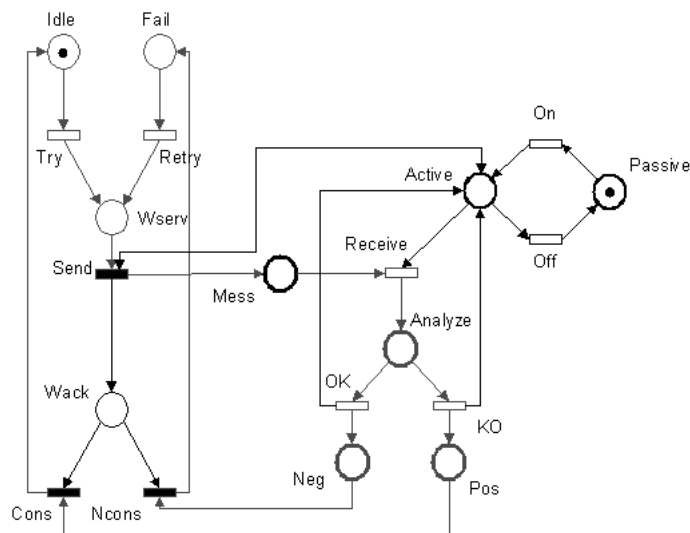 Idle
Fail
On
Try
Retry
Active
Passive
Wserv
Receive
Send
Off
Mess
Analyze
OK
Wack
KO
Neg
Pos
Cons
Ncons